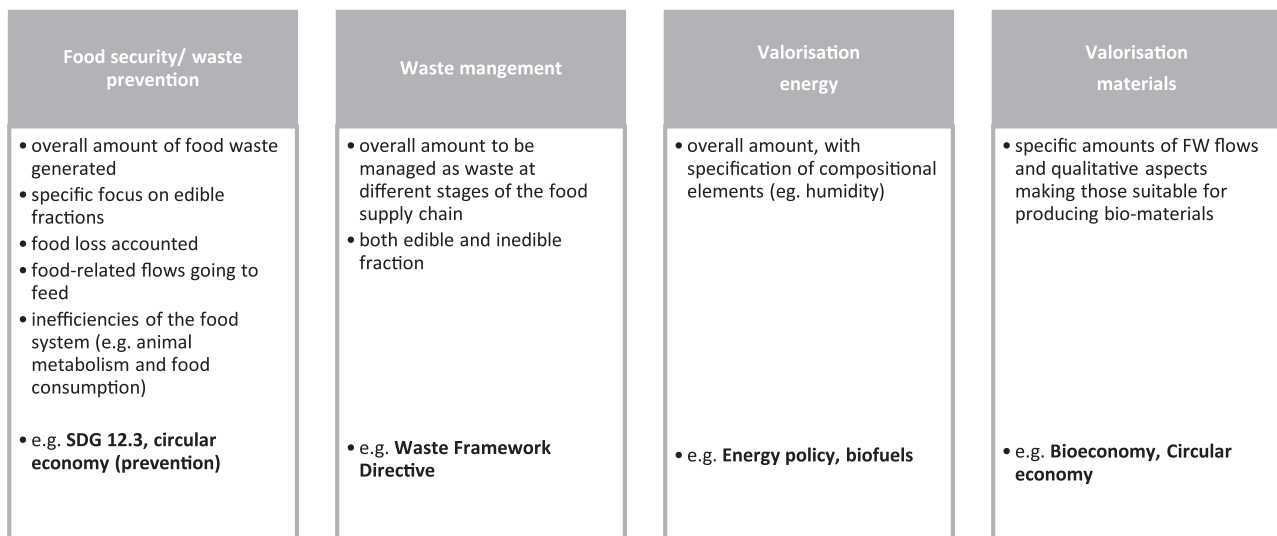 Food security/ waste
prevention
• overall amount of food waste
generated
• specific focus on edible
fractions
• food loss accounted
• food-related flows going to
feed
• inefficiencies of the food
system (e.g. animal
metabolism and food
consumption)
• e.g. SDG 12.3, circular
economy (prevention)
Waste mangement
• overall amount to be
managed as waste at
different stages of the food
supply chain
• both edible and inedible
fraction
• e.g. Waste Framework
Directive
Valorisation
energy
• overall amount, with
specification of compositional
elements (eg. humidity)
• e.g. Energy policy, biofuels
Valorisation
materials
• specific amounts of FW flows
and qualitative aspects
making those suitable for
producing bio-materials
• e.g. Bioeconomy, Circular
economy